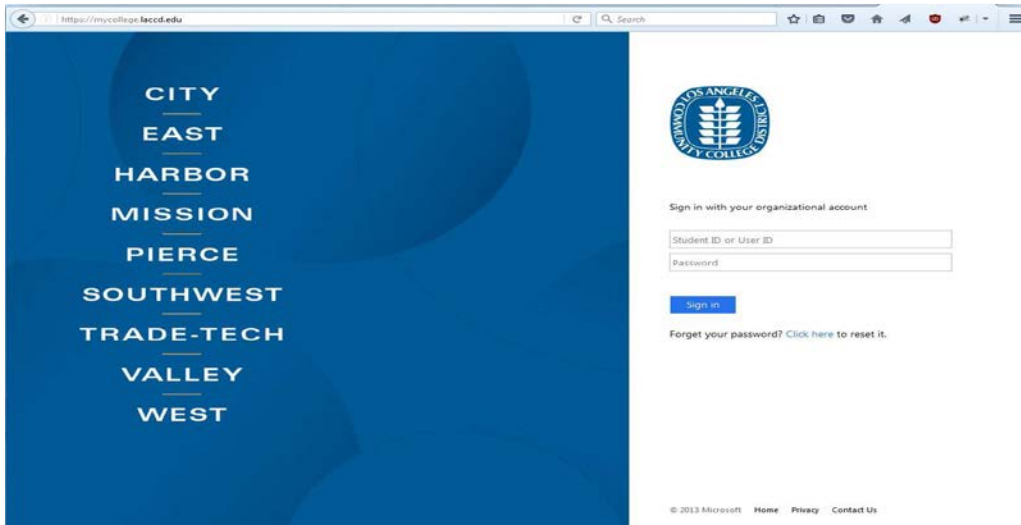 https://mycollege.laccd.edu
Search
CITY
EAST
HARBOR
MISSION
PIERCE
SOUTHWEST
TRADE-TECH
VALLEY
WEST
LOS ANGELES
COMMUNITY COLLEGE DISTRICT
Sign in with your organizational account
Student ID or User ID
Password
Sign in
Forget your password? Click here to reset it.
© 2013 Microsoft Home Privacy Contact Us